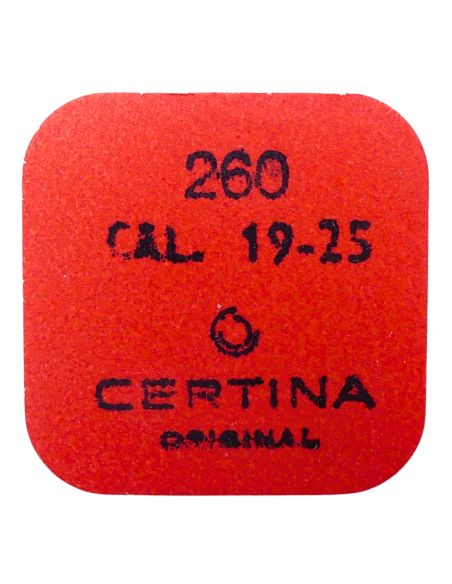 260
CAL. 19-25
CERTINA
ORIGINAL